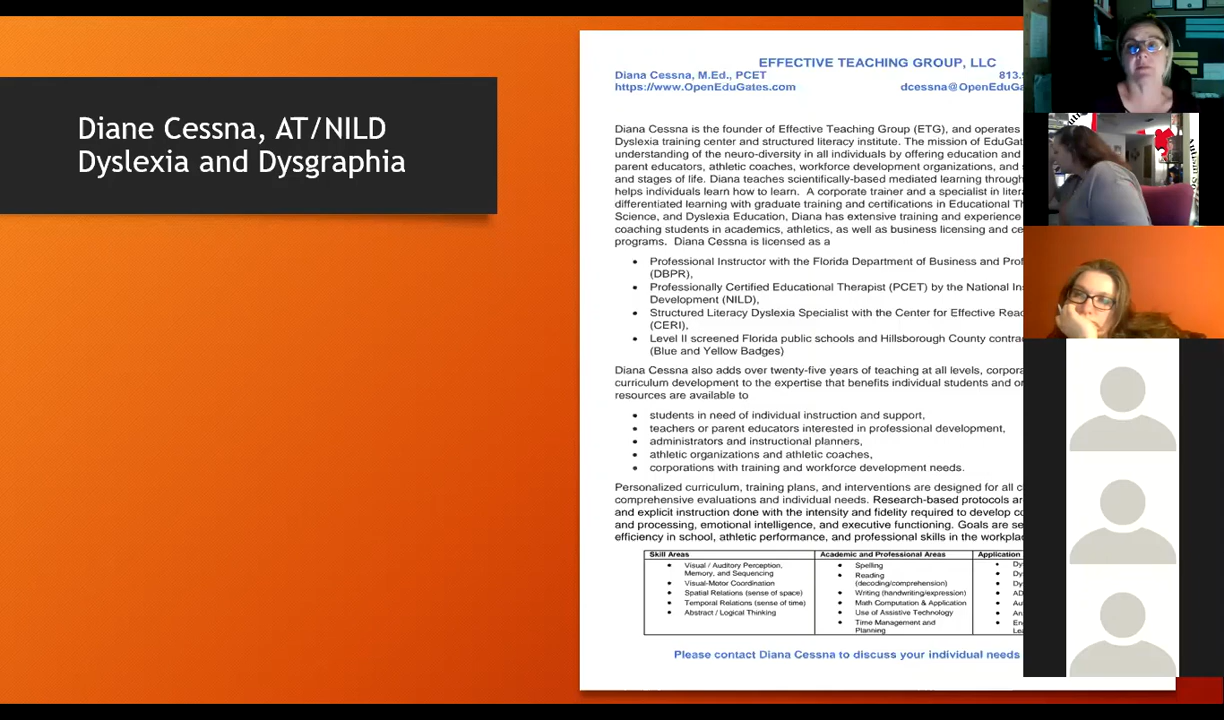 Diane Cessna, AT/NILD
Dyslexia and Dysgraphia
EFFECTIVE TEACHING GROUP, LLC
Diana Cessna, M.Ed., PCET
https://www.OpenEduGates.com
Diana Cessna is the founder of Effective Teaching Group (ETG), and operates
Dyslexia training center and structured literacy institute. The mission of
understanding of the neuro-diversity in all individuals by offering education and
parent educators, athletic coaches, workforce development organizations, and
and stages of life. Diana teaches scientifically-based mediated learning
helps individuals learn how to learn. A corporate trainer and a specialist in
differentiated learning with graduate training and certifications in Educational
Science, and Dyslexia Education, Diana has extensive training and experience
coaching students in academics, athletics, as well as business licensing and
programs. Diana Cessna is licensed as a
• Professional Instructor with the Florida Department of Business and
(DBPR),
• Professionally Certified Educational Therapist (PCET) by the National
Development (NILD),
• Structured Literacy Dyslexia Specialist with the Center for Effective
(CERI),
• Level II screened Florida public schools and Hillsborough County
(Blue and Yellow Badges)
Diana Cessna also adds over twenty-five years of teaching at all levels,
curriculum development to the expertise that benefits individual students and
resources are available to
• students in need of individual instruction and support,
• teachers or parent educators interested in professional development,
• administrators and instructional planners,
• athletic organizations and athletic coaches,
• corporations with training and workforce development needs.
Personalized curriculum, training plans, and interventions are designed for all
comprehensive evaluations and individual needs. Research-based protocols
and explicit instruction done with the intensity and fidelity required to develop
and processing, emotional intelligence, and executive functioning. Goals are
efficiency in school, athletic performance, and professional skills in the
Skill Areas
• Visual / Auditory Perception,
Memory, and Sequencing
• Visual-Motor Coordination
• Spatial Relations (sense of space)
• Temporal Relations (sense of time)
• Abstract / Logical Thinking
Academic and Professional Areas
• Spelling
• Reading
(decoding/comprehension)
• Writing (handwriting/expression)
• Math Computation & Application
• Use of Assistive Technology
• Time Management and
Planning
Application
Please contact Diana Cessna to discuss your individual needs